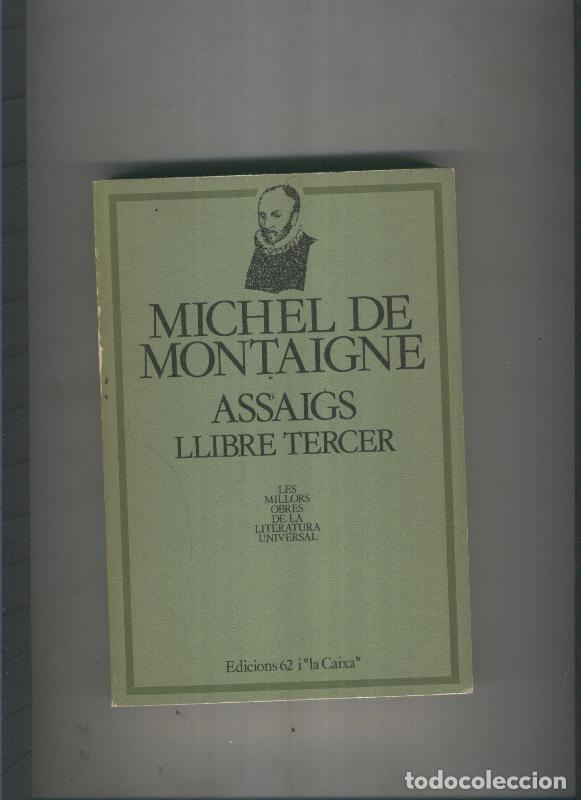 MICHEL DE
MONTAIGNE
ASSAIGS
LLIBRE TERCER
LES
MILLORS
OBRES
DE LA
LITERATURA
UNIVERSAL
Edicions 62 i "la Caixa"
todocoleccion